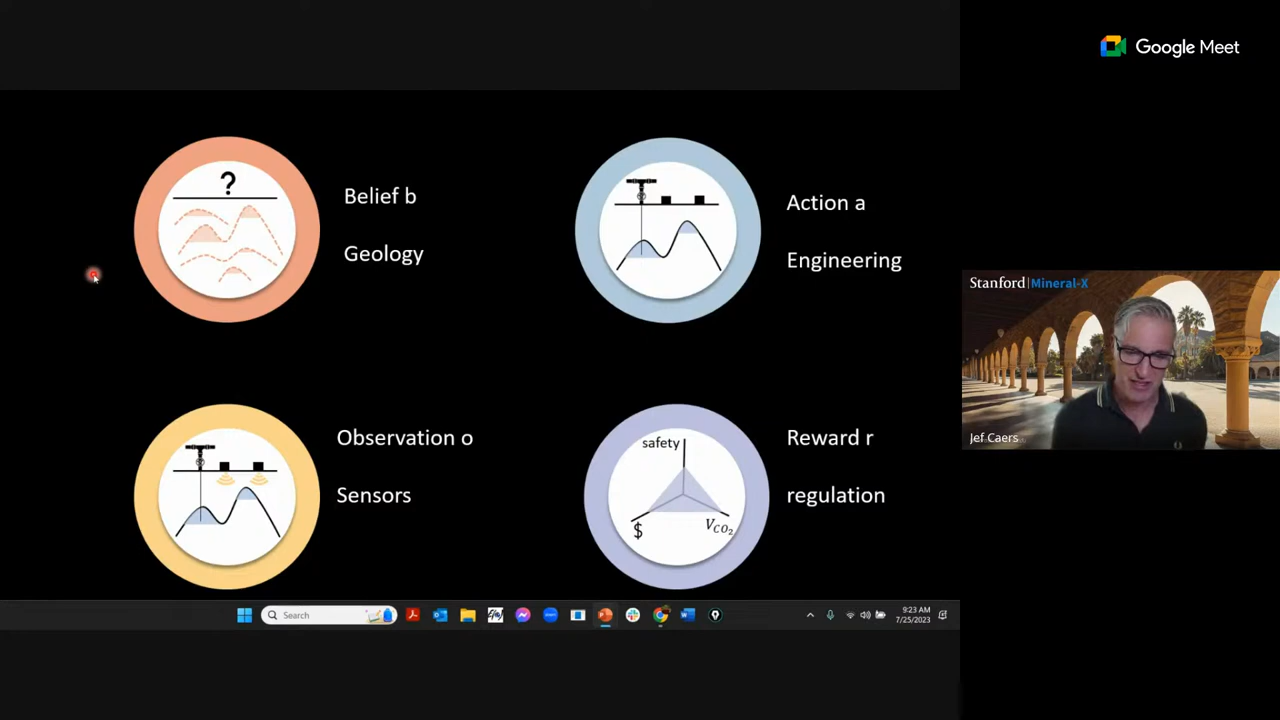 Google Meet
?
Belief b
Geology
Action a
Engineering
Stanford | Mineral-X
Jef Caers
Observation o
Sensors
safety
$
V_CO₂
Reward r
regulation
Search
9:23 AM
7/25/2023